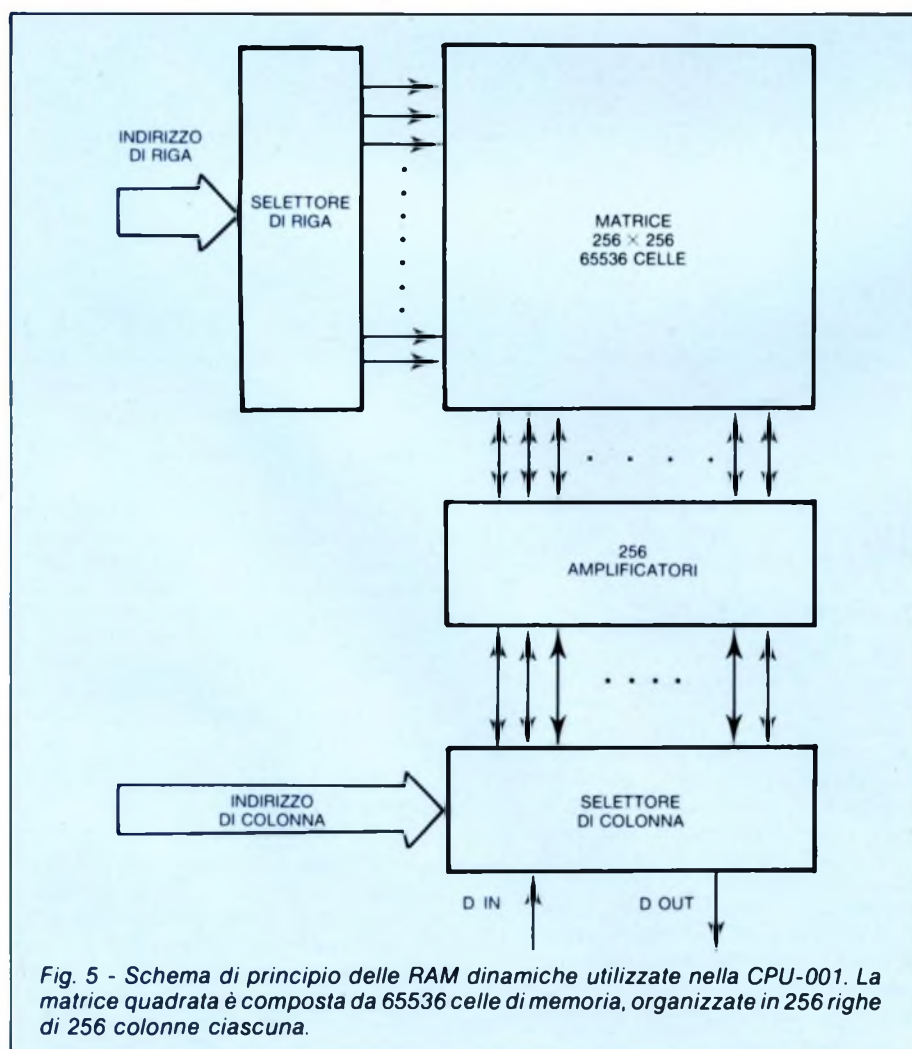 INDIRIZZO
DI RIGA
SELETTORE
DI RIGA
MATRICE
256 × 256
65536 CELLE
256
AMPLIFICATORI
INDIRIZZO
DI COLONNA
SELETTORE
DI COLONNA
D IN
D OUT
Fig. 5 - Schema di principio delle RAM dinamiche utilizzate nella CPU-001. La
matrice quadrata è composta da 65536 celle di memoria, organizzate in 256 righe
di 256 colonne ciascuna.